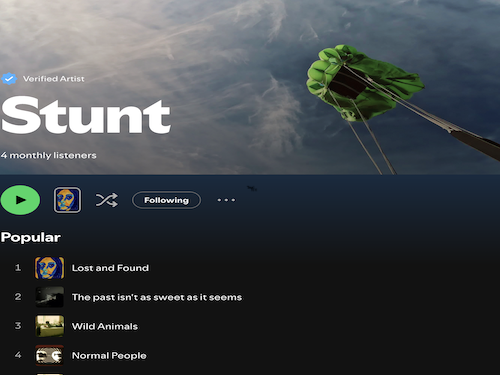 Verified Artist
Stunt
4 monthly listeners
Following
Popular
1 Lost and Found
2 The past isn't as sweet as it seems
3 Wild Animals
4 Normal People